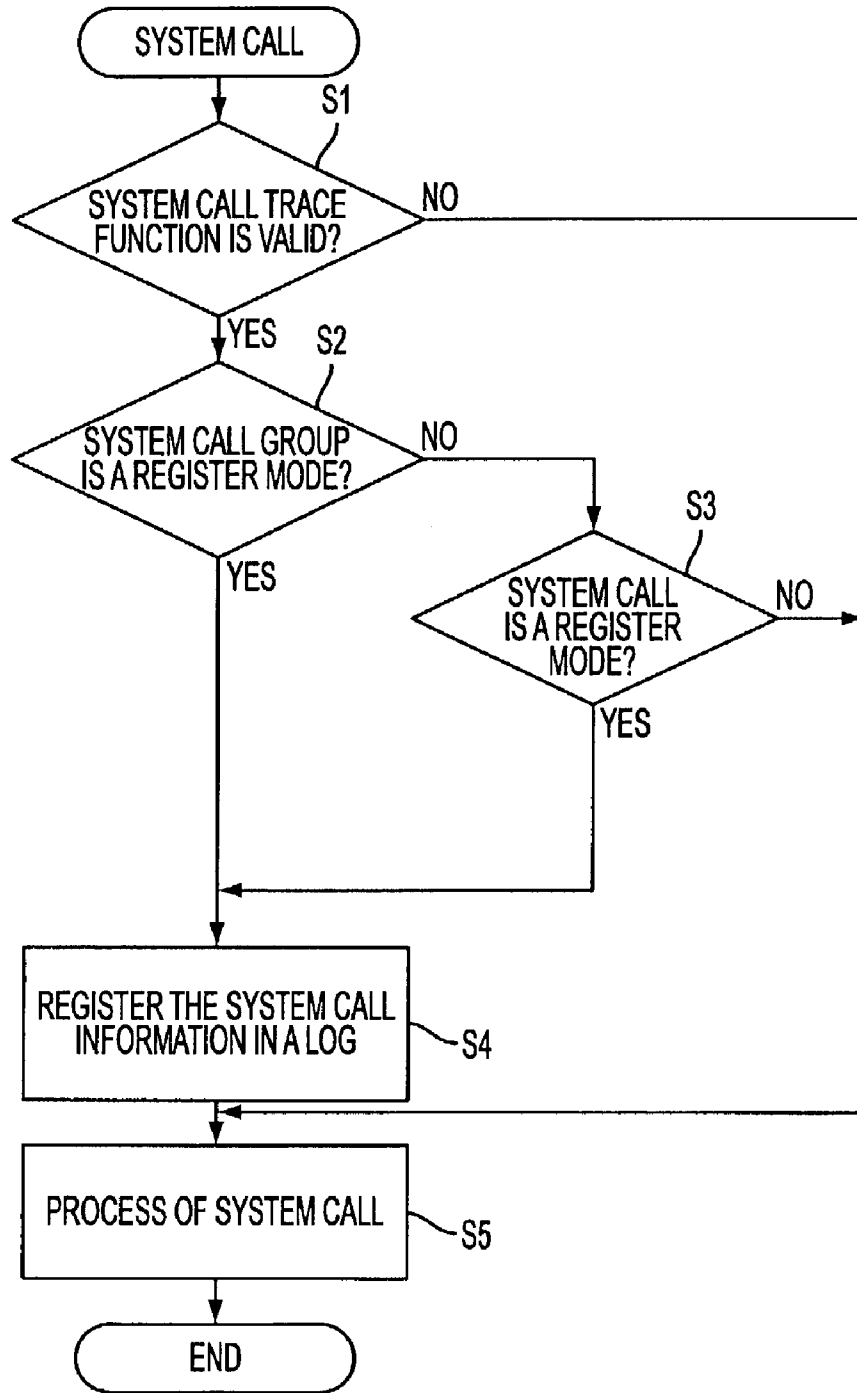 SYSTEM CALL
S1
SYSTEM CALL TRACE
FUNCTION IS VALID?
NO
YES
S2
SYSTEM CALL GROUP
IS A REGISTER MODE?
NO
YES
S3
SYSTEM CALL
IS A REGISTER
MODE?
NO
YES
REGISTER THE SYSTEM CALL
INFORMATION IN A LOG
S4
PROCESS OF SYSTEM CALL
S5
END